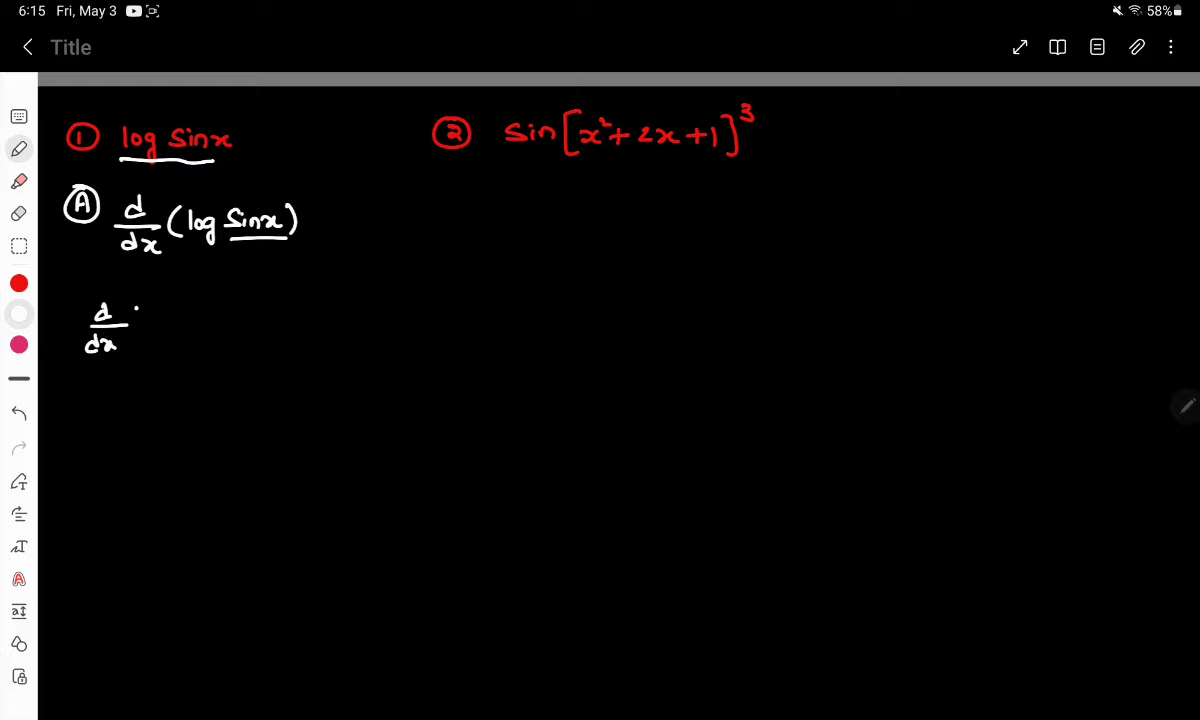 6:15 Fri, May 3 58%
Title
① log sinx
② sin[x²+2x+1]³
Ⓐ d/dx (log sinx)
d/dx